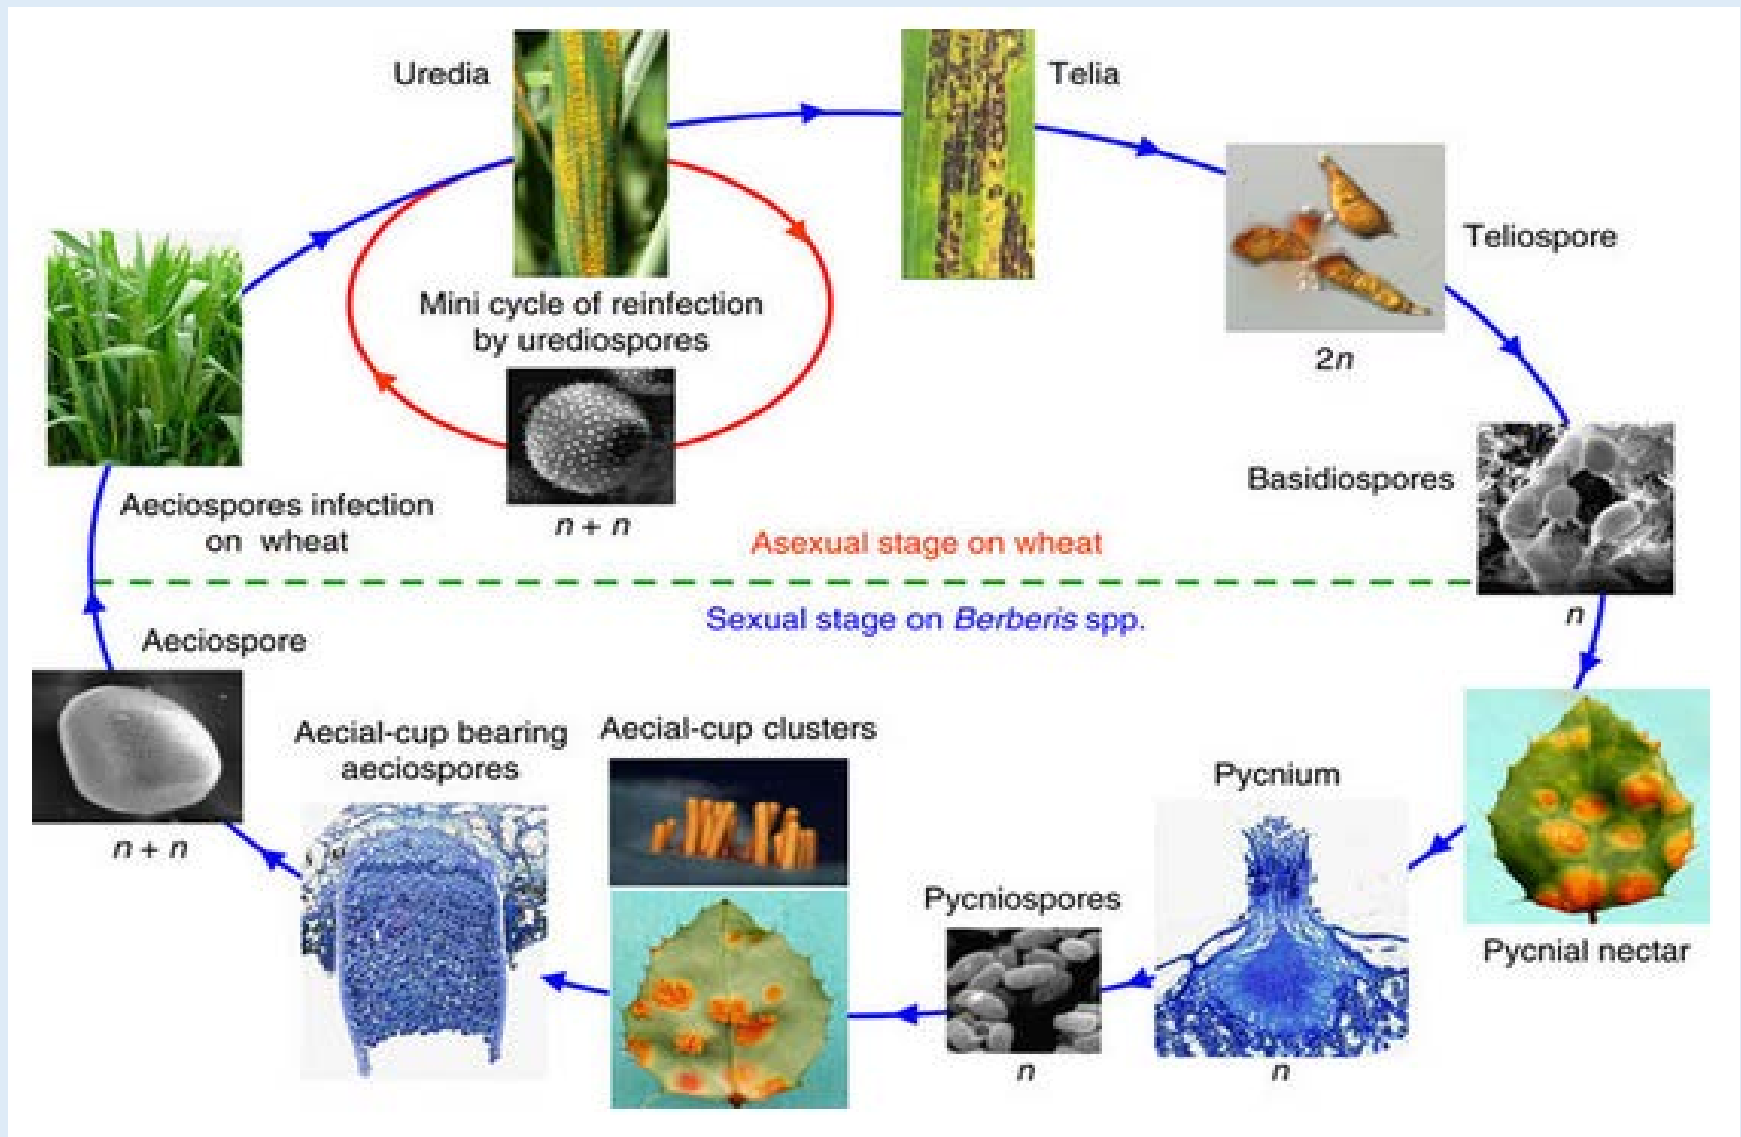 Uredia
Telia
Teliospore
2n
Mini cycle of reinfection
by urediospores
n + n
Basidiospores
n
Aeciospores infection
on wheat
Asexual stage on wheat
Sexual stage on Berberis spp.
Aeciospore
n + n
Aecial-cup bearing
aeciospores
Aecial-cup clusters
Pycniospores
n
Pycnium
n
Pycnial nectar